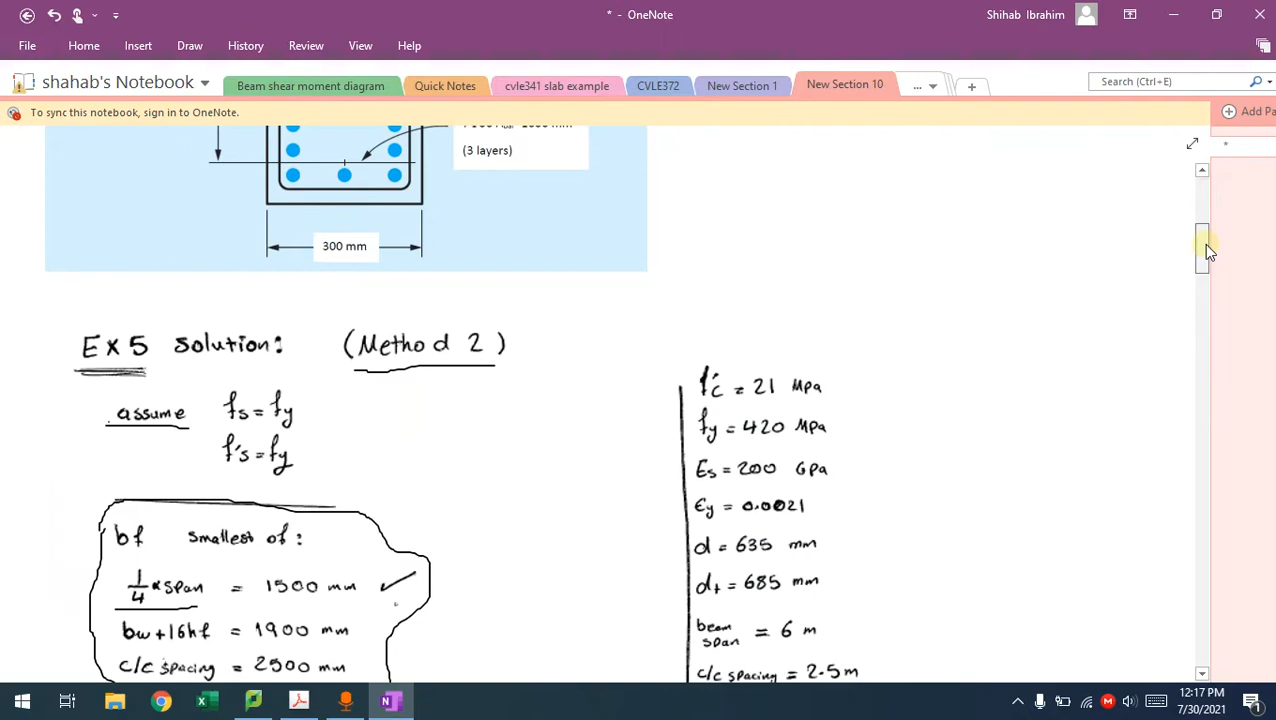 * - OneNote
Shihab Ibrahim
File Home Insert Draw History Review View Help
shahab's Notebook
Beam shear moment diagram
Quick Notes
cvle341 slab example
CVLE372
New Section 1
New Section 10
...
+
Search (Ctrl+E)
To sync this notebook, sign in to OneNote.
Add Pa
*
(3 layers)
300 mm
Ex 5 Solution: (Method 2)
assume fs = fy
f's = fy
bf smallest of:
1/4 * span = 1500 mm ✓
bw + 16hf = 1900 mm
c/c spacing = 2500 mm
f'c = 21 MPa
fy = 420 MPa
Es = 200 GPa
Єy = 0.0021
d = 635 mm
dt = 685 mm
beam
span = 6 m
c/c spacing = 2.5 m
12:17 PM
7/30/2021